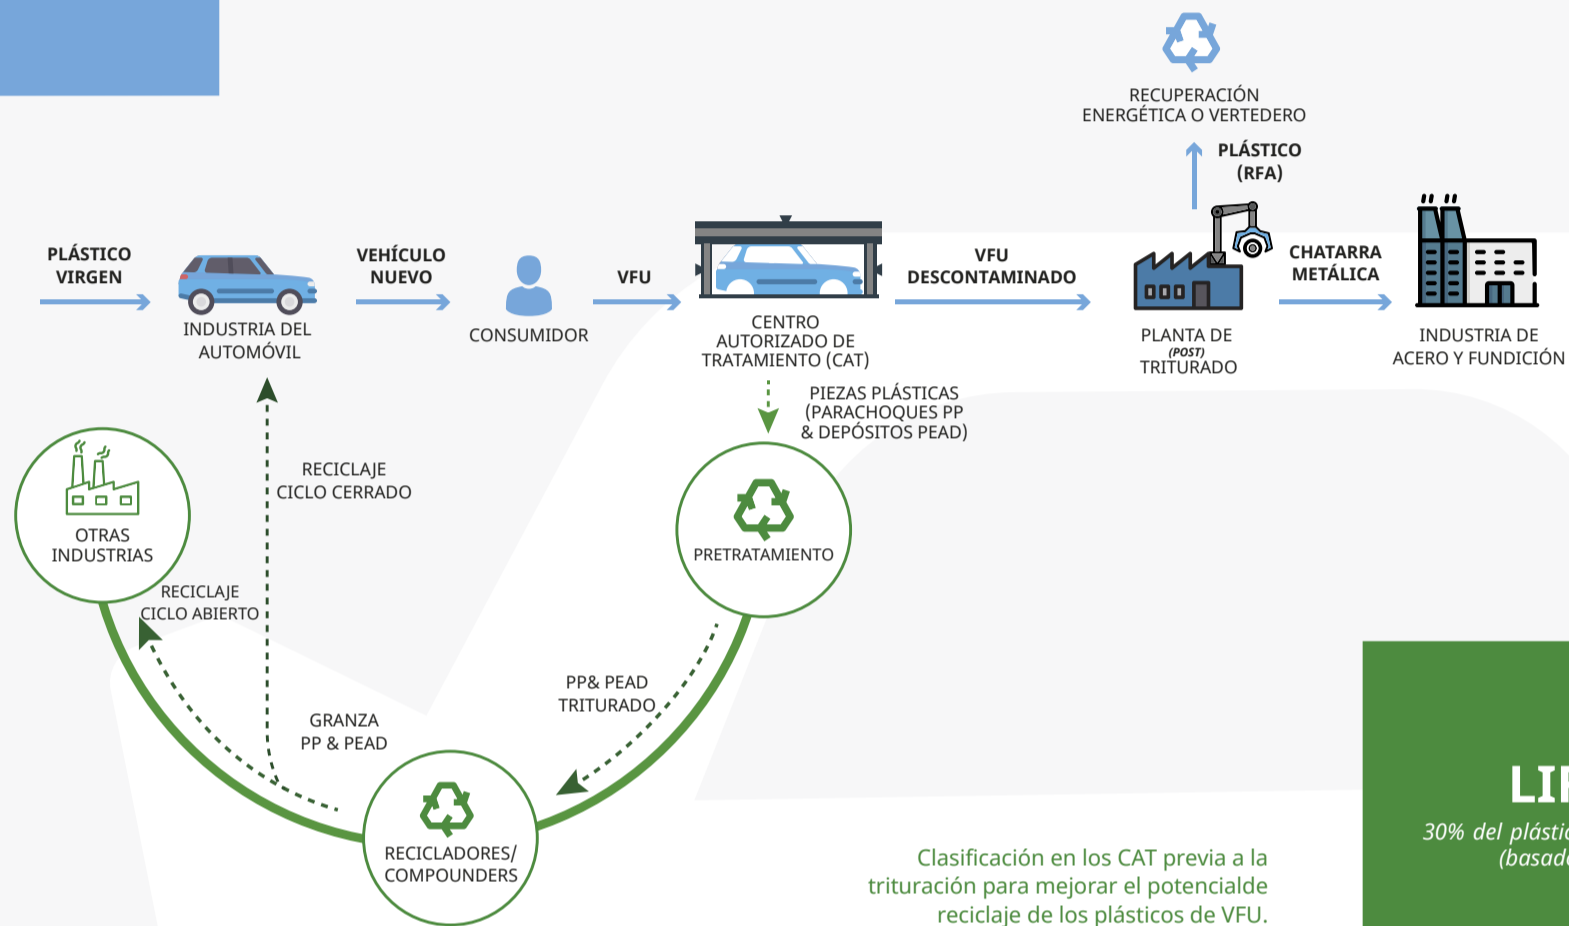 RECUPERACIÓN
ENERGÉTICA O VERTEDERO
PLÁSTICO
(RFA)
PLÁSTICO
VIRGEN
INDUSTRIA DEL
AUTOMÓVIL
VEHÍCULO
NUEVO
CONSUMIDOR
VFU
CENTRO
AUTORIZADO DE
TRATAMIENTO (CAT)
VFU
DESCONTAMINADO
PLANTA DE
(POST)
TRITURADO
CHATARRA
METÁLICA
INDUSTRIA DE
ACERO Y FUNDICIÓN
PIEZAS PLÁSTICAS
(PARACHOQUES PP
& DEPÓSITOS PEAD)
RECICLAJE
CICLO CERRADO
OTRAS
INDUSTRIAS
PRETRATAMIENTO
RECICLAJE
CICLO ABIERTO
PP& PEAD
TRITURADO
GRANZA
PP & PEAD
RECICLADORES/
COMPOUNDERS
Clasificación en los CAT previa a la
trituración para mejorar el potencialde
reciclaje de los plásticos de VFU.
30% del